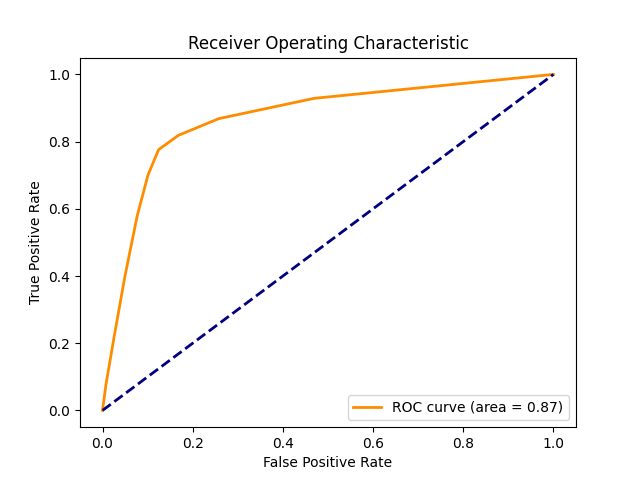 Receiver Operating Characteristic
True Positive Rate
1.0
0.8
0.6
0.4
0.2
0.0
ROC curve (area = 0.87)
0.0 0.2 0.4 0.6 0.8 1.0
False Positive Rate